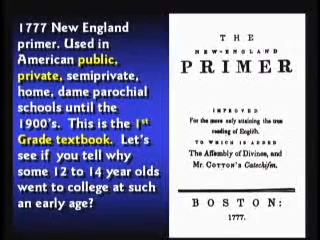 1777 New England
primer. Used in
American public,
private, semiprivate,
home, dame parochial
schools until the
1900's. This is the 1st
Grade textbook. Let's
see if you tell why
some 12 to 14 year olds
went to college at such
an early age?
THE
NEW-ENGLAND
PRIMER
IMPROVED
For the more easy attaining the true
reading of English.
TO WHICH IS ADDED
The Assembly of Divines, and
Mr. COTTON's Catechism.
BOSTON:
1777.